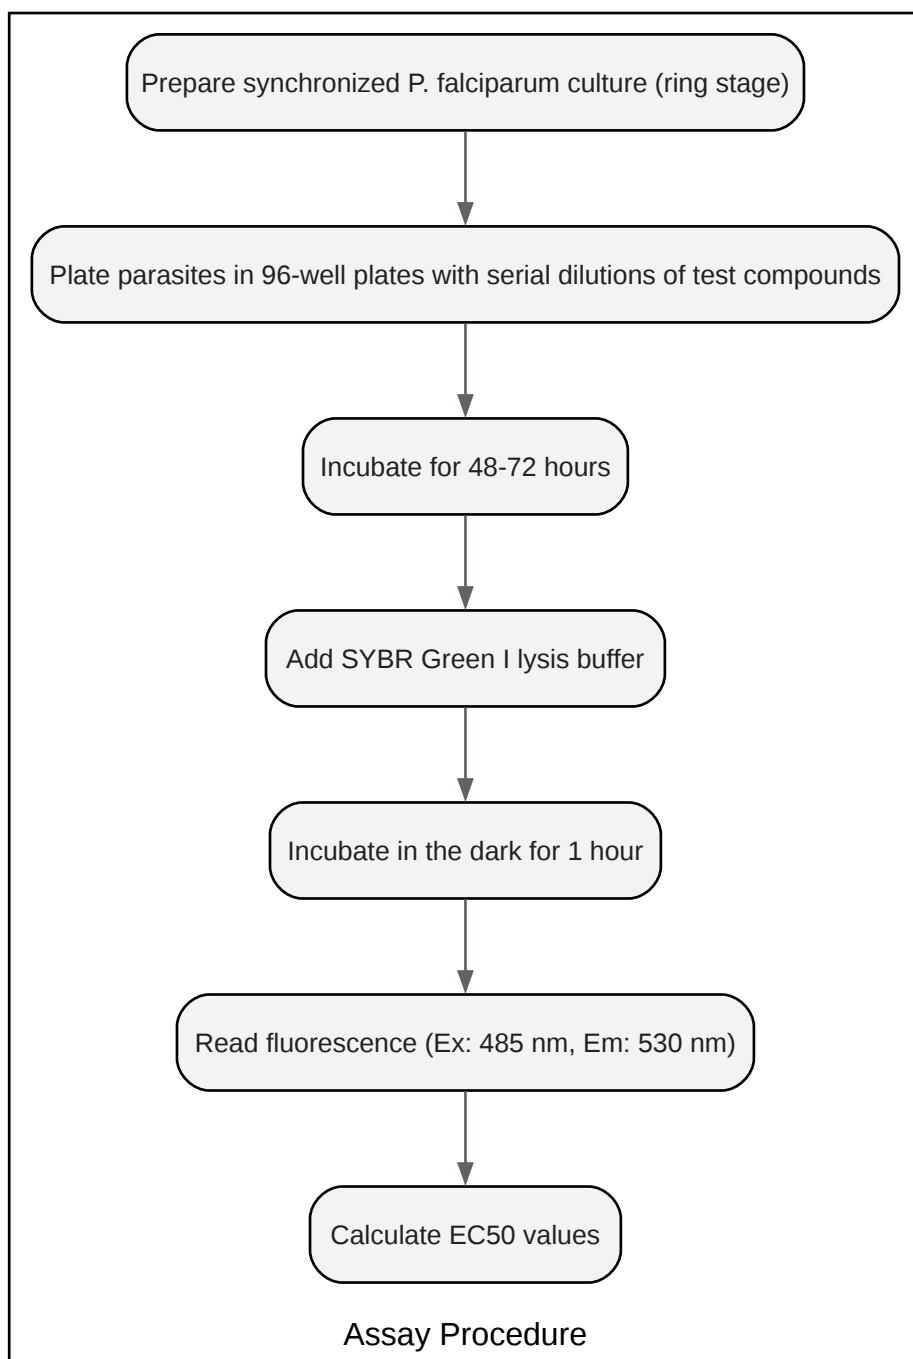 Prepare synchronized P. falciparum culture (ring stage)
Plate parasites in 96-well plates with serial dilutions of test compounds
Incubate for 48-72 hours
Add SYBR Green I lysis buffer
Incubate in the dark for 1 hour
Read fluorescence (Ex: 485 nm, Em: 530 nm)
Calculate EC50 values
Assay Procedure